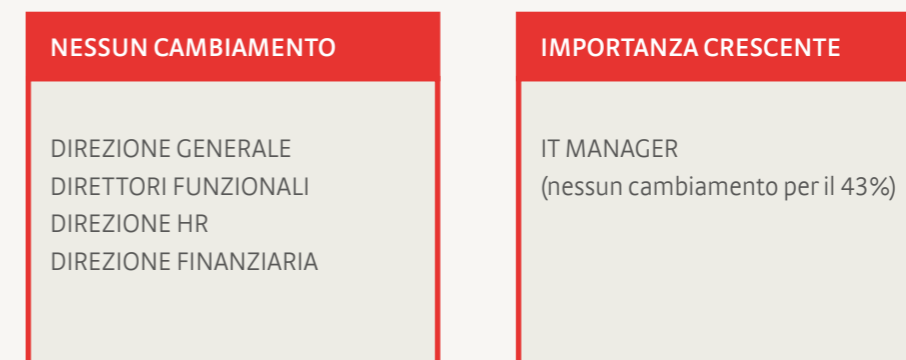 NESSUN CAMBIAMENTO
DIREZIONE GENERALE
DIRETTORI FUNZIONALI
DIREZIONE HR
DIREZIONE FINANZIARIA
IMPORTANZA CRESCENTE
IT MANAGER
(nessun cambiamento per il 43%)